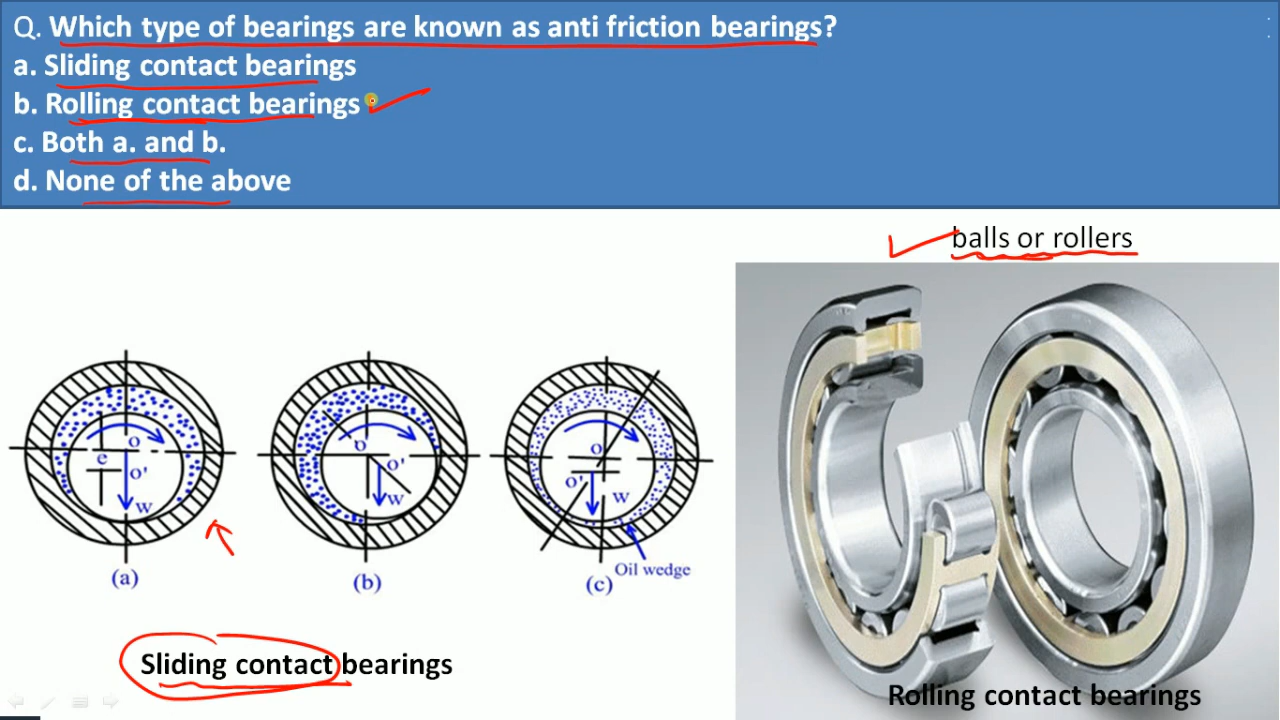 Q. Which type of bearings are known as anti friction bearings?
a. Sliding contact bearings
b. Rolling contact bearings
c. Both a. and b.
d. None of the above
balls or rollers
o
e
o'
w
(a)
o
o'
w
(b)
o
o'
w
Oil wedge
(c)
Sliding contact bearings
Rolling contact bearings